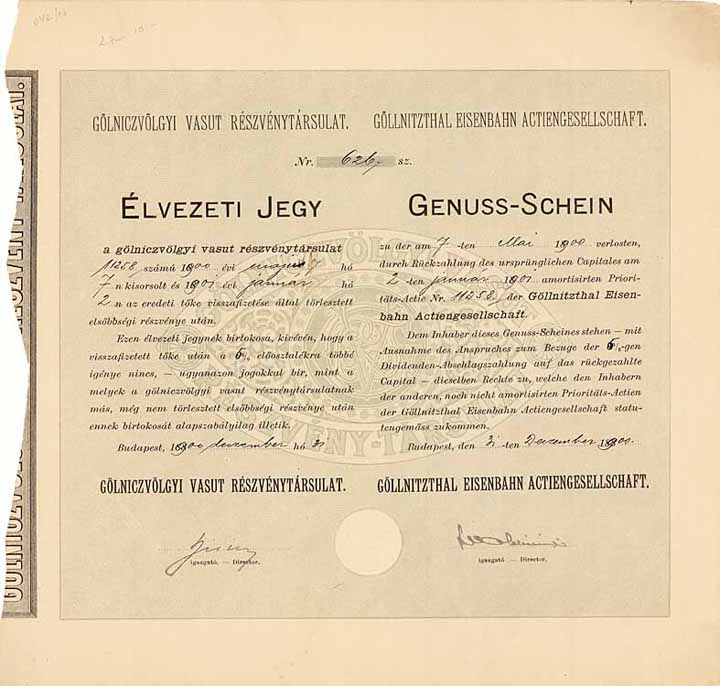 GÖLNICZVÖLGYI VASUT RÉSZVÉNYTÁRSULAT.
GÖLLNITZTHAL EISENBAHN ACTIENGESELLSCHAFT.
Nr. 626, sz.
ÉLVEZETI JEGY
a gölniczvölgyi vasut részvénytársulat
11258, számú 1900 évi május hó
7-n kisorsolt és 1901 évi január hó
2-n az eredeti tőke visszafizetése által törlesztett
elsőbbségi részvénye után.
Ezen élvezeti jegynek birtokosa, kivévén, hogy a
visszafizetett tőke után a 6% előosztalékra többé
igénye nincs, — ugyanazon jogokkal bir, mint a
melyek a gölniczvölgyi vasut részvénytársulatnak
más, még nem törlesztett elsőbbségi részvénye után
ennek birtokosát alapszabályilag illetik.
Budapest, 1900 deczember hó 31
GÖLNICZVÖLGYI VASUT RÉSZVÉNYTÁRSULAT.
igazgató. — Director.
GENUSS-SCHEIN
zu der am 7-ten Mai 1900 verlosten,
durch Rückzahlung des ursprünglichen Capitales am
2-ten január 1901 amortisirten Priori-
täts-Actie Nr. 11258, der Göllnitzthal Eisen-
bahn Actiengesellschaft.
Dem Inhaber dieses Genuss-Scheines stehen – mit
Ausnahme des Anspruches zum Bezuge der 6%-gen
Dividenden-Abschlagszahlung auf das rückgezahlte
Capital – dieselben Rechte zu, welche den Inhabern
der anderen, noch nicht amortisirten Prioritäts-Actien
der Göllnitzthal Eisenbahn Actiengesellschaft statu-
tengemäss zukommen.
Budapest, den 31-ten Dezember 1900.
GÖLLNITZTHAL EISENBAHN ACTIENGESELLSCHAFT.
igazgató — Director.